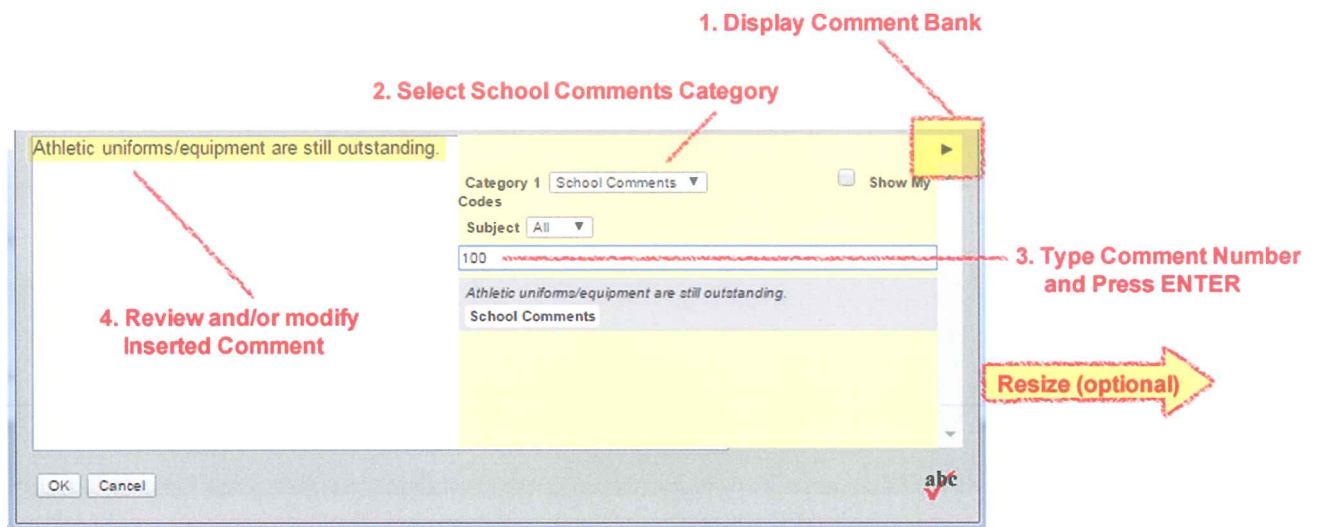 1. Display Comment Bank
2. Select School Comments Category
Athletic uniforms/equipment are still outstanding.
Category 1 School Comments Show My
Codes
Subject All
100
3. Type Comment Number
and Press ENTER
Athletic uniforms/equipment are still outstanding.
School Comments
4. Review and/or modify
Inserted Comment
Resize (optional)
OK Cancel
abc